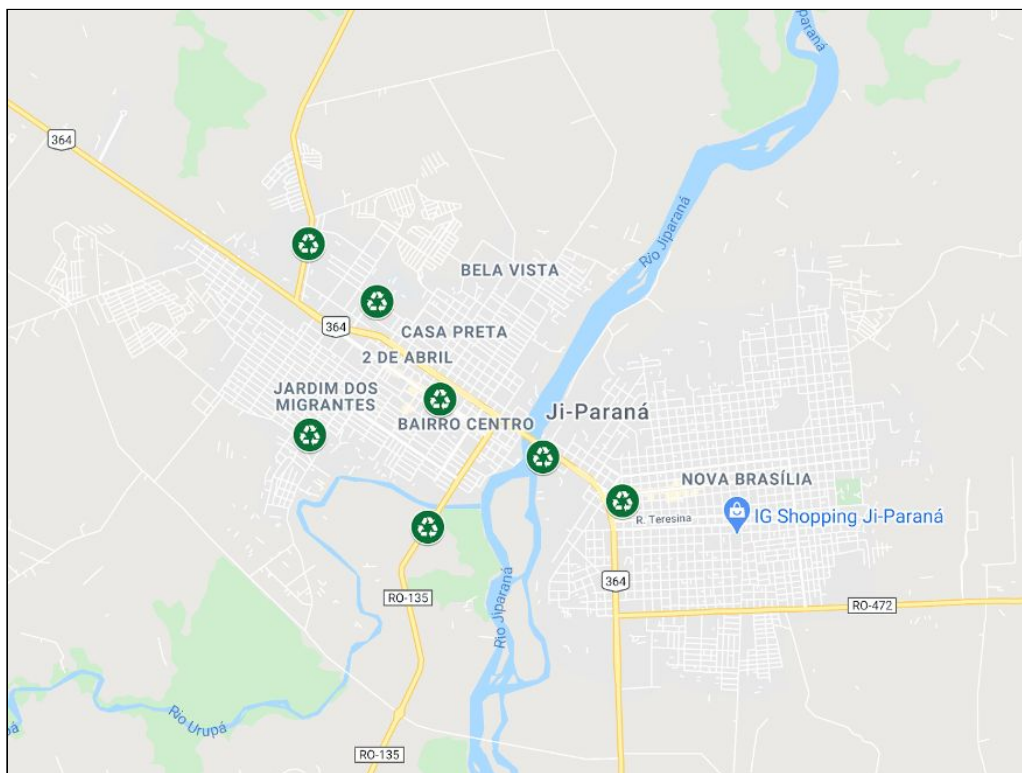 paraná
364
Rio Jiparaná
BELA VISTA
364
CASA PRETA
2 DE ABRIL
JARDIM DOS
MIGRANTES
BAIRRO CENTRO
Ji-Paraná
NOVA BRASÍLIA
R. Teresina
IG Shopping Ji-Paraná
364
RO-135
Rio Jiparaná
RO-472
Rio Urupá
RO-135